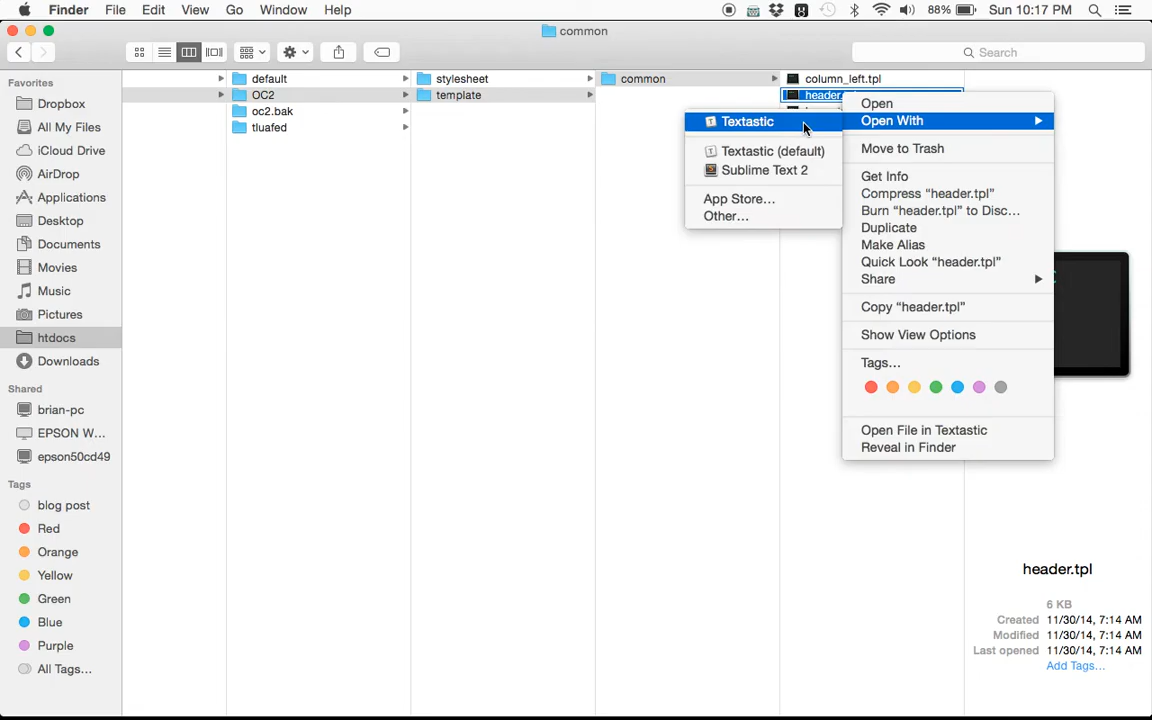 Finder File Edit View Go Window Help
88% Sun 10:17 PM
common
Search
Favorites
Dropbox
All My Files
iCloud Drive
AirDrop
Applications
Desktop
Documents
Movies
Music
Pictures
htdocs
Downloads
Shared
brian-pc
EPSON W...
epson50cd49
Tags
blog post
Red
Orange
Yellow
Green
Blue
Purple
All Tags...
default
OC2
oc2.bak
tluafed
stylesheet
template
common
column_left.tpl
header
Textastic
Textastic (default)
Sublime Text 2
App Store...
Other...
Open
Open With
Move to Trash
Get Info
Compress “header.tpl”
Burn “header.tpl” to Disc...
Duplicate
Make Alias
Quick Look “header.tpl”
Share
Copy “header.tpl”
Show View Options
Tags...
Open File in Textastic
Reveal in Finder
header.tpl
6 KB
Created 11/30/14, 7:14 AM
Modified 11/30/14, 7:14 AM
Last opened 11/30/14, 7:14 AM
Add Tags...